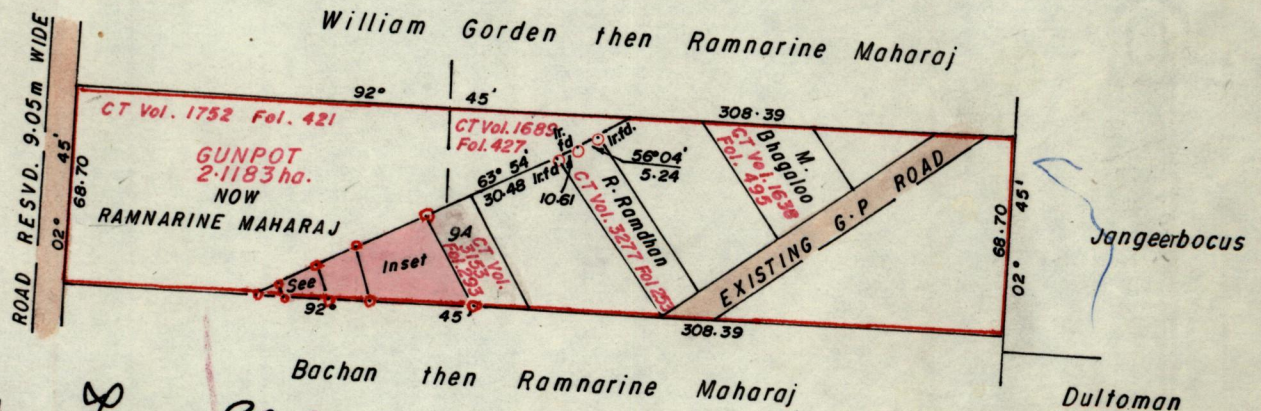 William Gorden then Ramnarine Maharaj
ROAD RESVD. 9.05m WIDE
92° 45'
308.39
CT Vol. 1752 Fol. 421
GUNPOT
2.1183ha.
NOW
RAMNARINE MAHARAJ
02° 45'
68.70
CT Vol. 1689
Fol. 427
Ir.
fd
Ir.fd.
63° 54'
30.48
Ir.fd
10.61
56°04'
5.24
R. Ramdhan
CT Vol. 3277 Fol 253
M.
Bhagaloo
CT Vol. 1638
Fol. 495
EXISTING G.P ROAD
9A
CT Vol.
3153
Fol. 293
See Inset
92° 45'
308.39
68.70
02° 45'
Jangeerbocus
Bachan then Ramnarine Maharaj
Dultoman